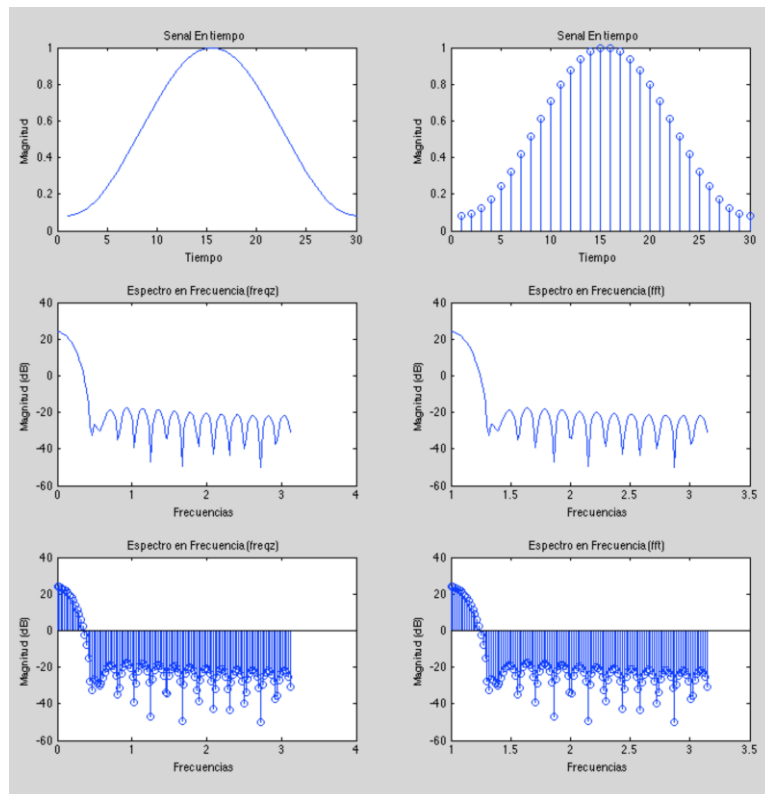 Senal En tiempo
1
0.8
0.6
0.4
0.2
0
Magnitud
0 5 10 15 20 25 30
Tiempo
Senal En tiempo
1
0.8
0.6
0.4
0.2
0
Magnitud
0 5 10 15 20 25 30
Tiempo
Espectro en Frecuencia(freqz)
40
20
0
-20
-40
-60
Magnitud (dB)
0 1 2 3 4
Frecuencias
Espectro en Frecuencia(fft)
40
20
0
-20
-40
-60
Magnitud (dB)
1 1.5 2 2.5 3 3.5
Frecuencias
Espectro en Frecuencia(freqz)
40
20
0
-20
-40
-60
Magnitud (dB)
0 1 2 3 4
Frecuencias
Espectro en Frecuencia(fft)
40
20
0
-20
-40
-60
Magnitud (dB)
1 1.5 2 2.5 3 3.5
Frecuencias